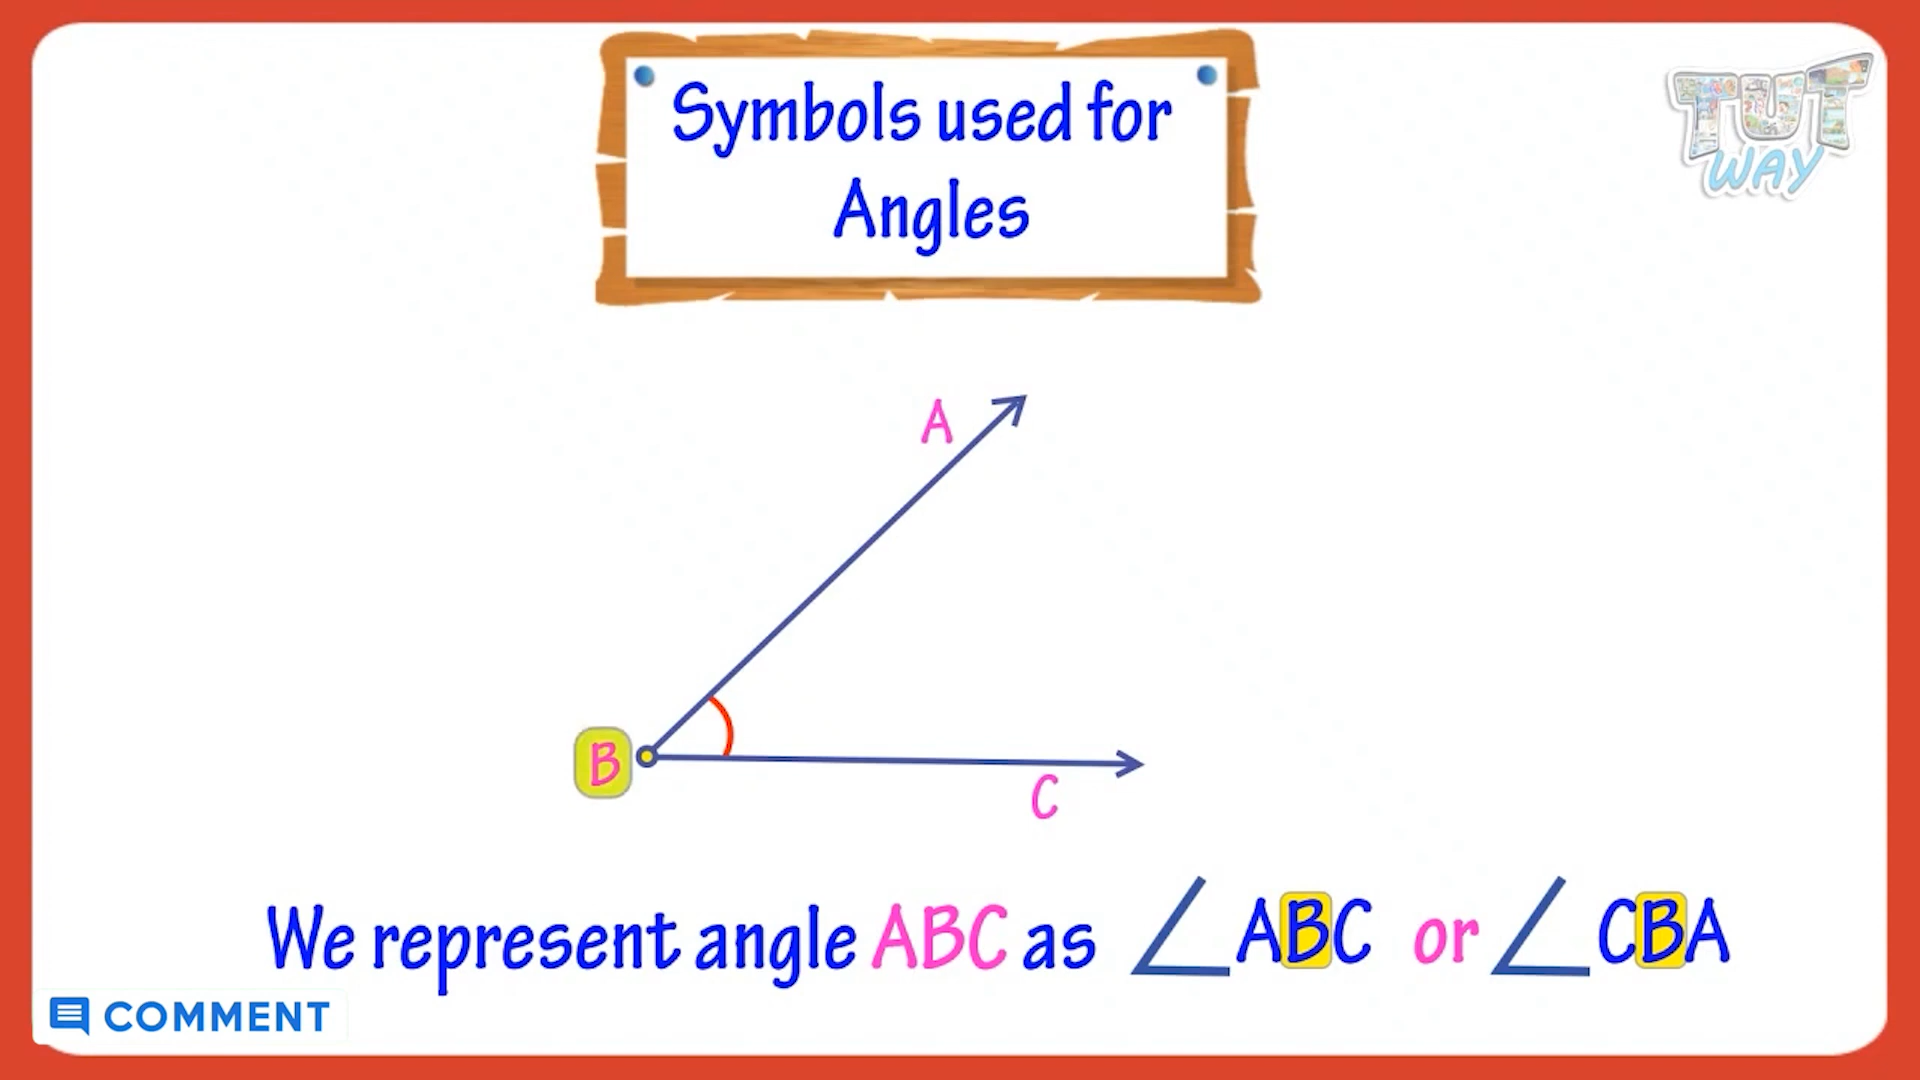 Symbols used for
Angles
TUT
WAY
A
B
C
We represent angle ABC as ∠ABC or ∠CBA
COMMENT